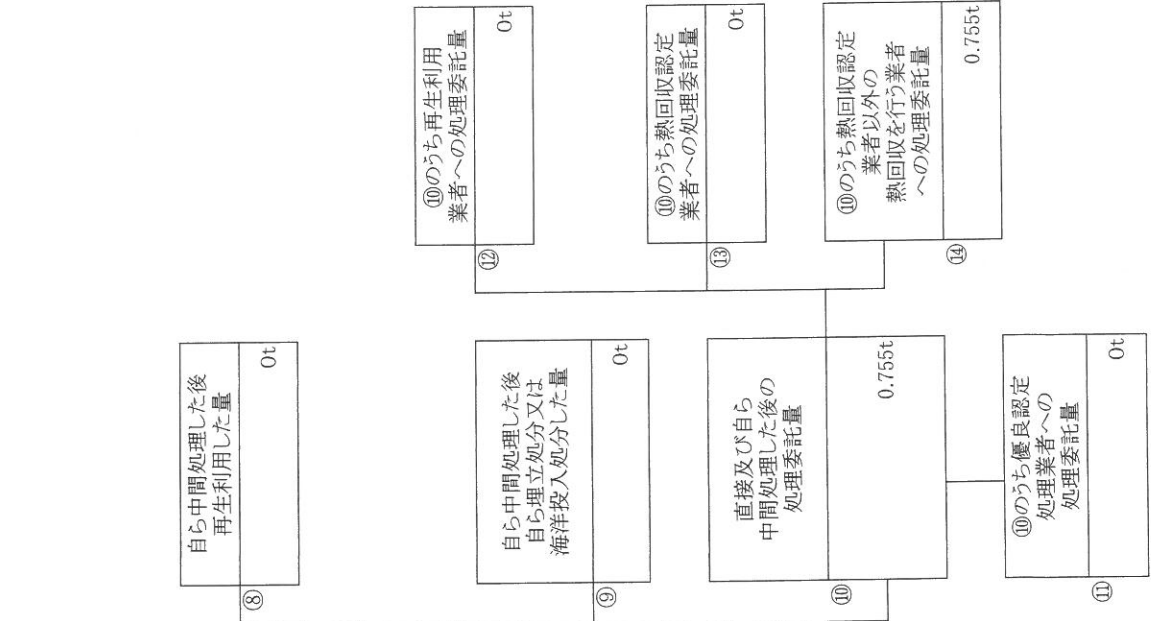 ⑧
自ら中間処理した後
再生利用した量
0t
⑨
自ら中間処理した後
自ら埋立処分又は
海洋投入処分した量
0t
⑩
直接及び自ら
中間処理した後の
処理委託量
0.755t
⑪
⑩のうち優良認定
処理業者への
処理委託量
0t
⑫
⑩のうち再生利用
業者への処理委託量
0t
⑬
⑩のうち熱回収認定
業者への処理委託量
0t
⑭
⑩のうち熱回収認定
業者以外の
熱回収を行う業者
への処理委託量
0.755t